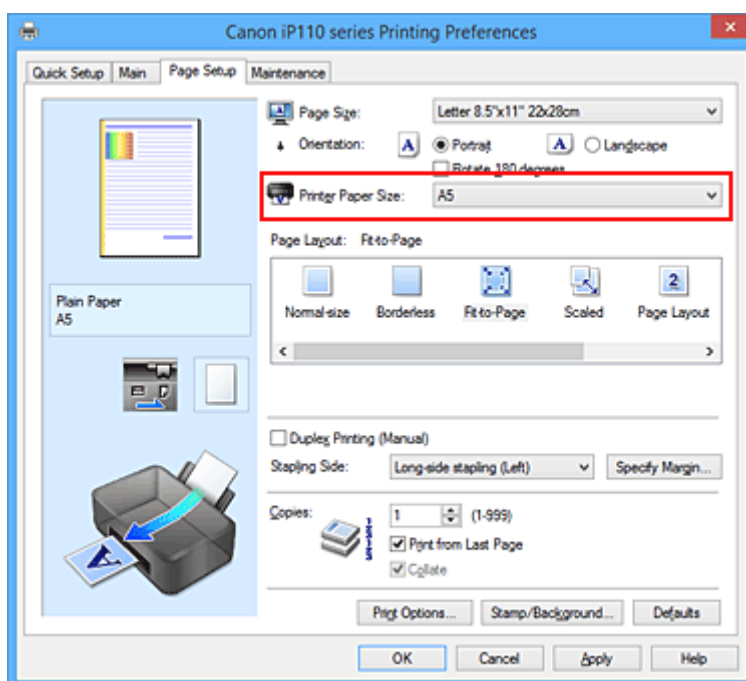 Canon iP110 series Printing Preferences
Quick Setup Main Page Setup Maintenance
Page Size: Letter 8.5"x11" 22x28cm
Orientation: A Portrait A Landscape
Rotate 180 degrees
Printer Paper Size: A5
Page Layout: Fit-to-Page
2
Normal-size Borderless Fit-to-Page Scaled Page Layout
Plain Paper
A5
Duplex Printing (Manual)
Stapling Side: Long-side stapling (Left) Specify Margin...
Copies: 1 (1-999)
Print from Last Page
Collate
A
Print Options... Stamp/Background... Defaults
OK Cancel Apply Help